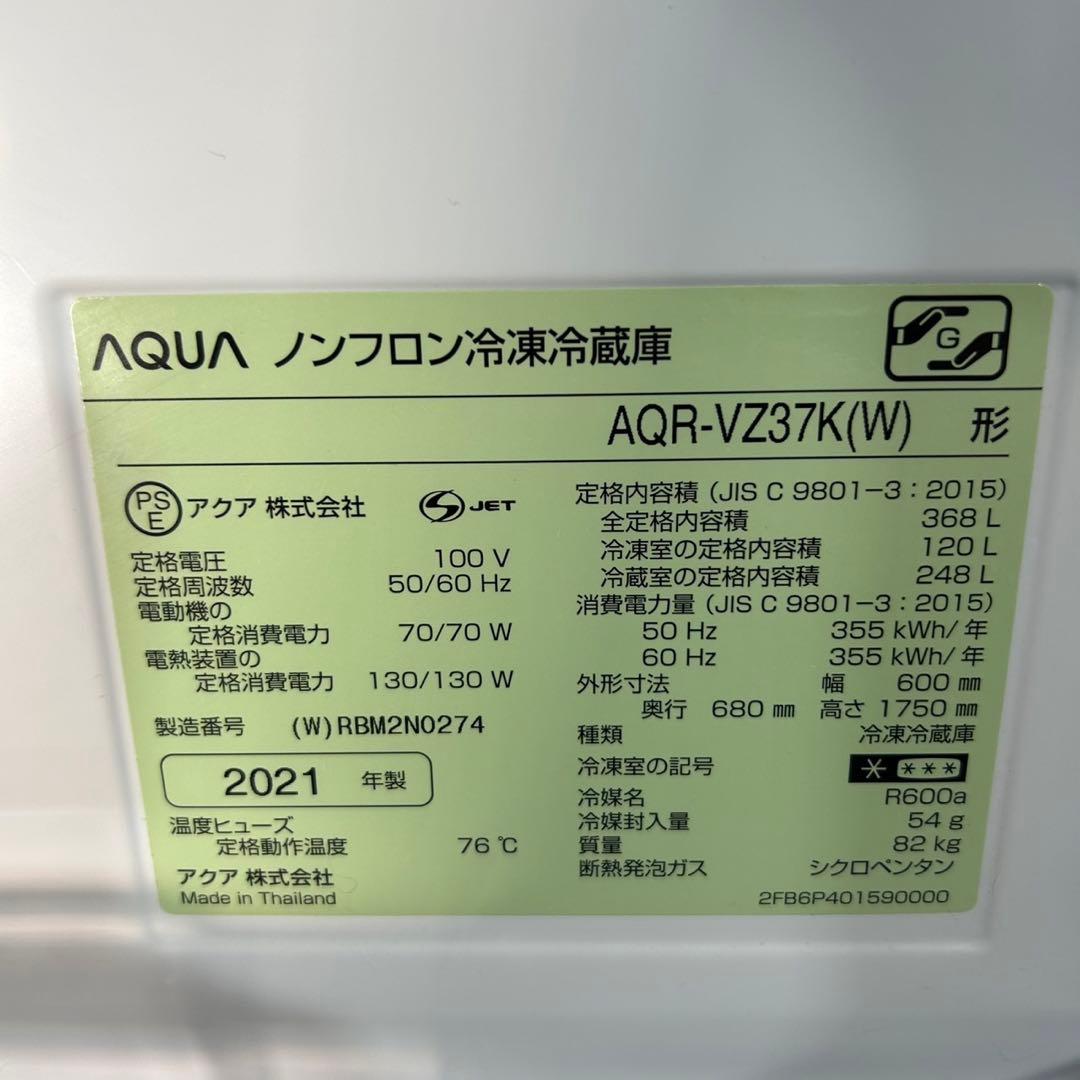 AQUA ノンフロン冷凍冷蔵庫
G
AQR-VZ37K(W) 形
PS
E
アクア 株式会社
S JET
定格電圧 100 V
定格周波数 50/60 Hz
電動機の
定格消費電力 70/70 W
電熱装置の
定格消費電力 130/130 W
製造番号 (W)RBM2N0274
2021 年製
温度ヒューズ
定格動作温度 76 ℃
アクア 株式会社
Made in Thailand
定格内容積 (JIS C 9801-3:2015)
全定格内容積 368 L
冷凍室の定格内容積 120 L
冷蔵室の定格内容積 248 L
消費電力量 (JIS C 9801-3:2015)
50 Hz 355 kWh/年
60 Hz 355 kWh/年
外形寸法 幅 600 ㎜
奥行 680 ㎜ 高さ 1750 ㎜
種類 冷凍冷蔵庫
冷凍室の記号 * ***
冷媒名 R600a
冷媒封入量 54 g
質量 82 kg
断熱発泡ガス シクロペンタン
2FB6P401590000